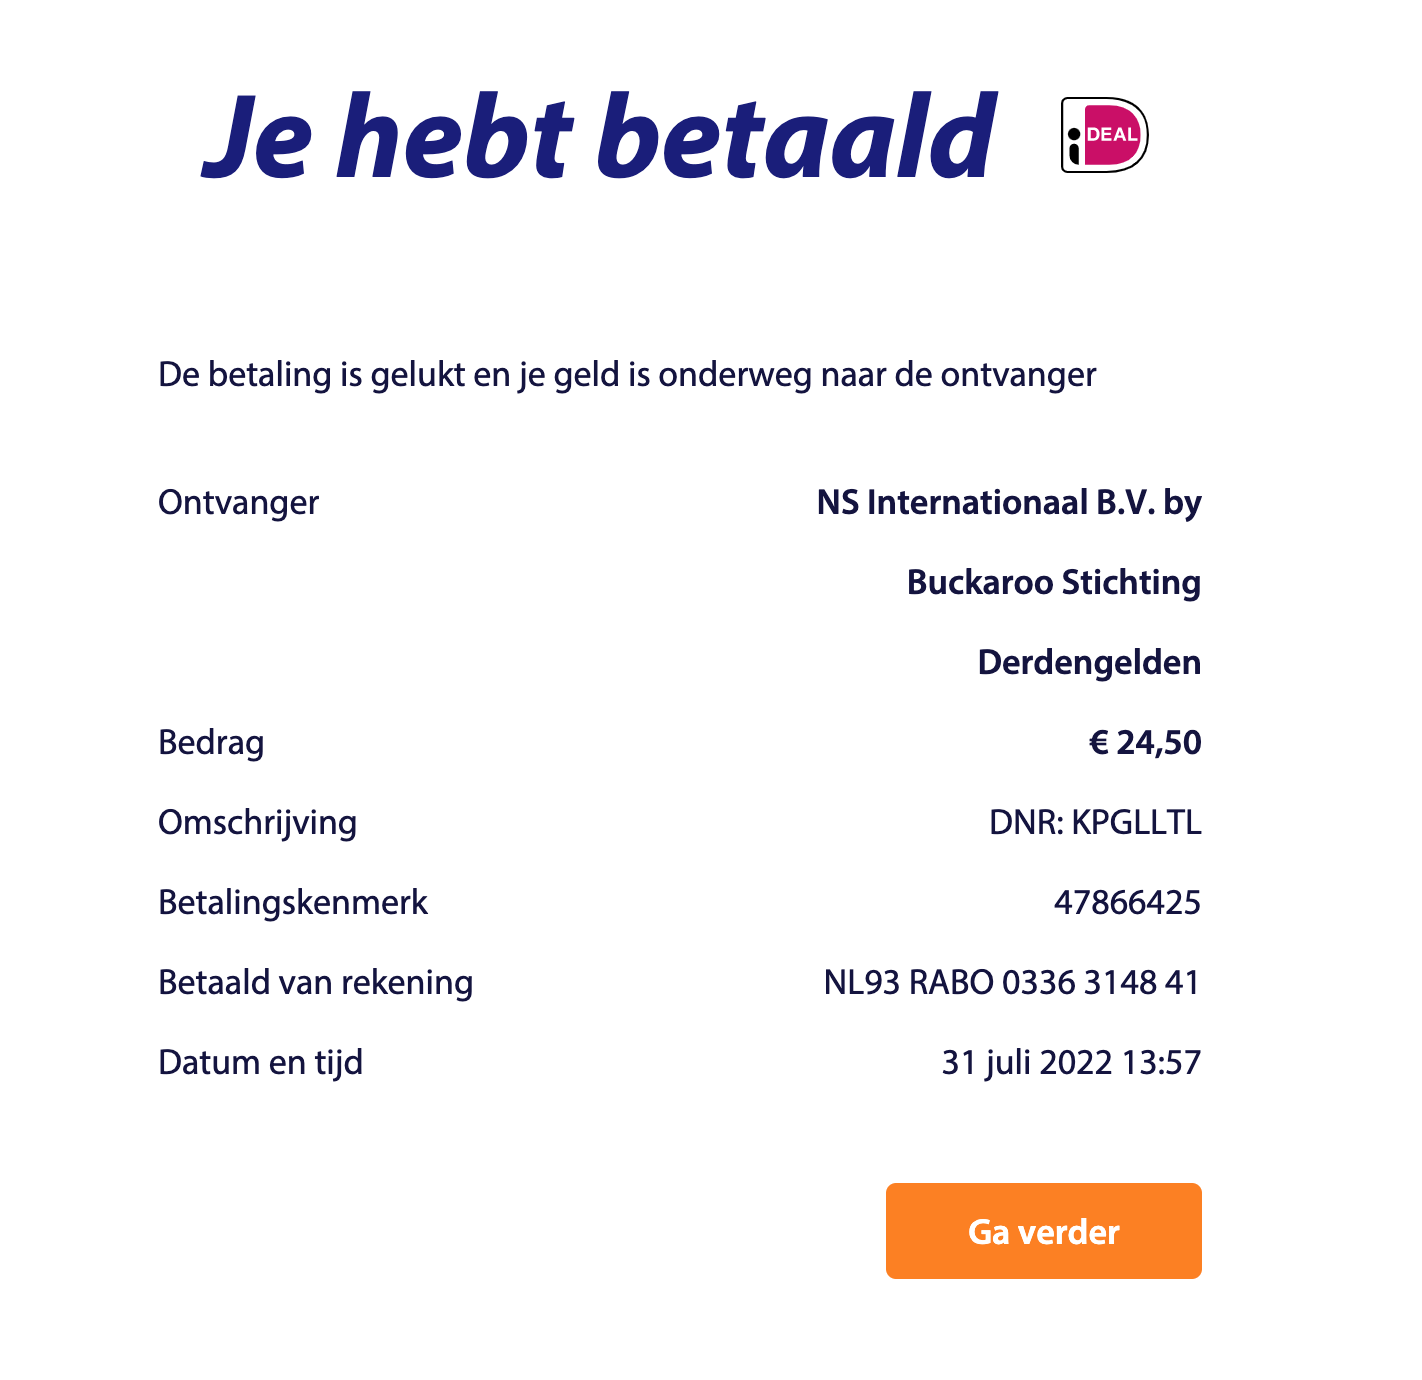 Je hebt betaald
iDEAL
De betaling is gelukt en je geld is onderweg naar de ontvanger
Ontvanger NS Internationaal B.V. by
Buckaroo Stichting
Derdengelden
Bedrag € 24,50
Omschrijving DNR: KPGLLTL
Betalingskenmerk 47866425
Betaald van rekening NL93 RABO 0336 3148 41
Datum en tijd 31 juli 2022 13:57
Ga verder